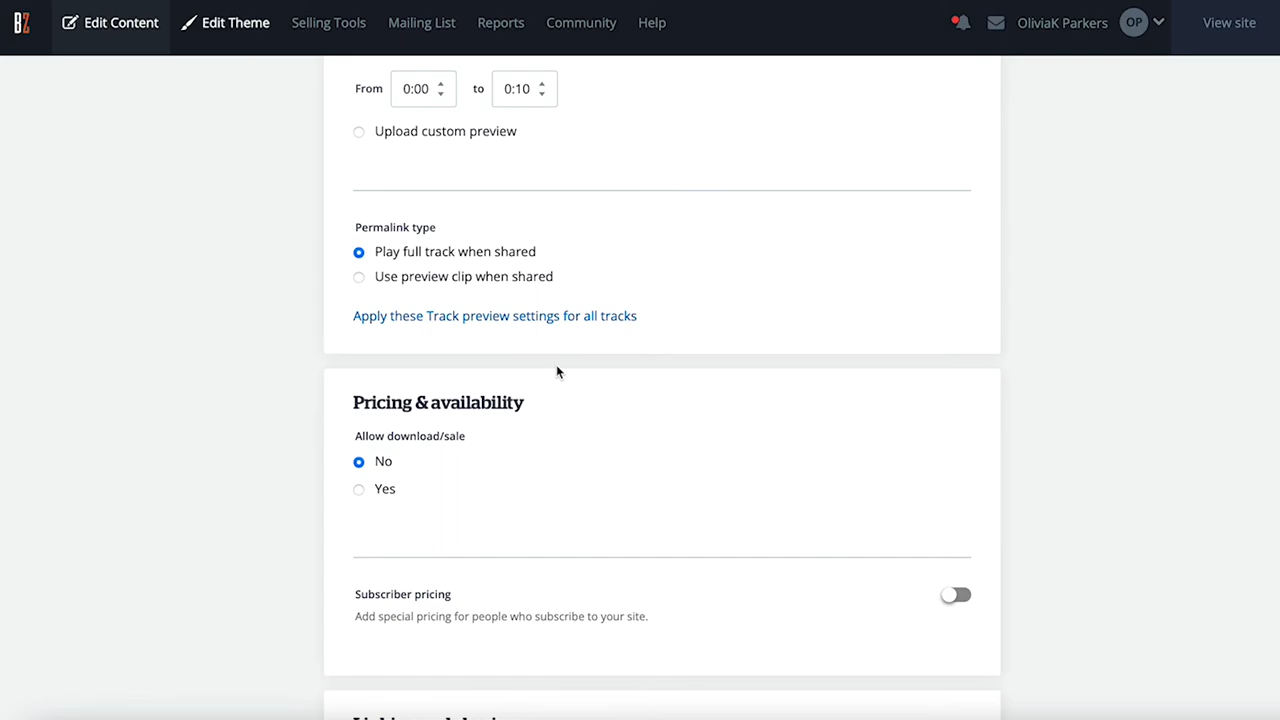 BZ Edit Content Edit Theme Selling Tools Mailing List Reports Community Help OliviaK Parkers OP View site
From 0:00 to 0:10
Upload custom preview
Permalink type
Play full track when shared
Use preview clip when shared
Apply these Track preview settings for all tracks
Pricing & availability
Allow download/sale
No
Yes
Subscriber pricing
Add special pricing for people who subscribe to your site.